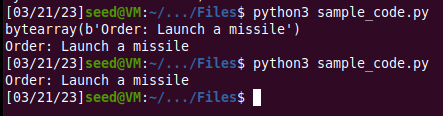 [03/21/23]seed@VM:~/.../Files$ python3 sample_code.py
bytearray(b'Order: Launch a missile')
Order: Launch a missile
[03/21/23]seed@VM:~/.../Files$ python3 sample_code.py
Order: Launch a missile
[03/21/23]seed@VM:~/.../Files$